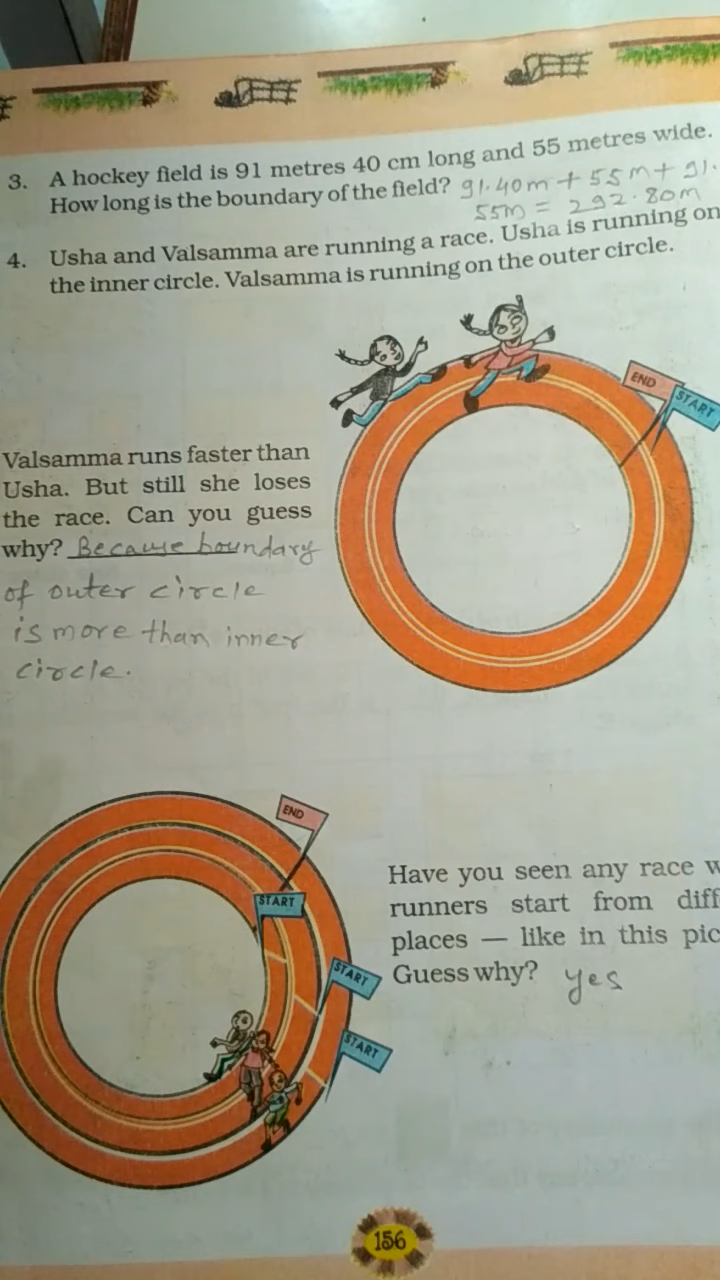 3. A hockey field is 91 metres 40 cm long and 55 metres wide.
How long is the boundary of the field? 91.40m + 55m + 91.
55m = 292.80m
4. Usha and Valsamma are running a race. Usha is running on
the inner circle. Valsamma is running on the outer circle.
END
START
Valsamma runs faster than
Usha. But still she loses
the race. Can you guess
why? Because boundary
of outer circle
is more than inner
circle.
END
START
START
START
Have you seen any race w
runners start from diff
places — like in this pic
Guess why? yes
156